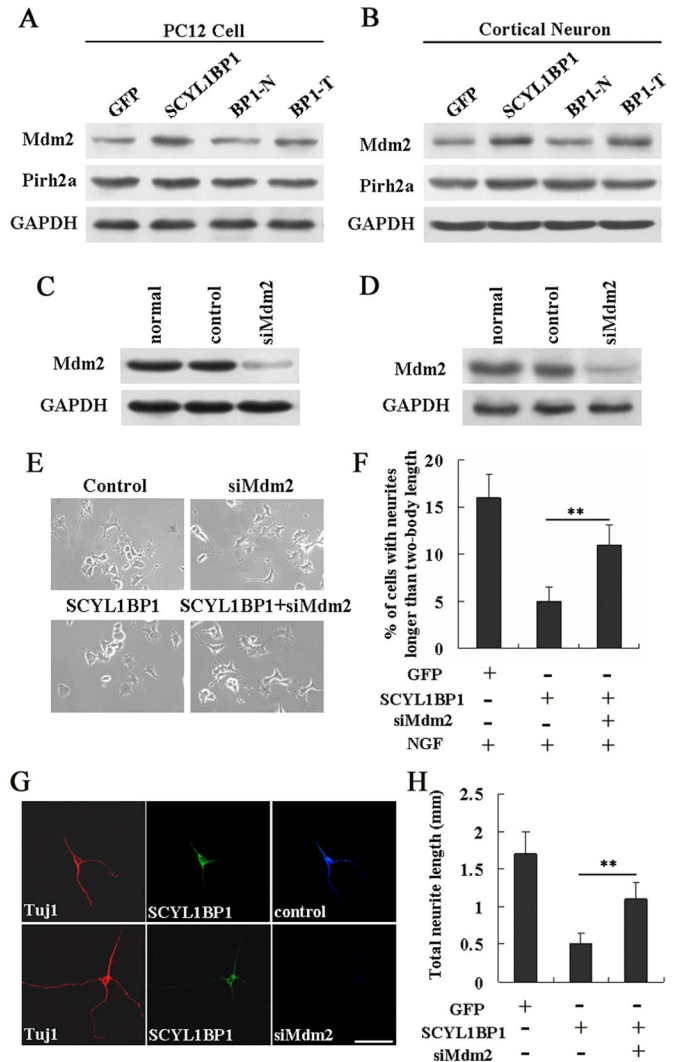 A
PC12 Cell
GFP SCYL1BP1 BP1-N BP1-T
Mdm2
Pirh2a
GAPDH
B
Cortical Neuron
GFP SCYL1BP1 BP1-N BP1-T
Mdm2
Pirh2a
GAPDH
C
normal control siMdm2
Mdm2
GAPDH
D
normal control siMdm2
Mdm2
GAPDH
E
Control siMdm2
SCYL1BP1 SCYL1BP1+siMdm2
F
% of cells with neurites
longer than two-body length
20
15
10
5
0
**
GFP + - -
SCYL1BP1 - + +
siMdm2 - - +
NGF + + +
G
Tuj1 SCYL1BP1 control
Tuj1 SCYL1BP1 siMdm2
H
Total neurite length (mm)
2.5
2
1.5
1
0.5
0
**
GFP + - -
SCYL1BP1 - + +
siMdm2 - - +